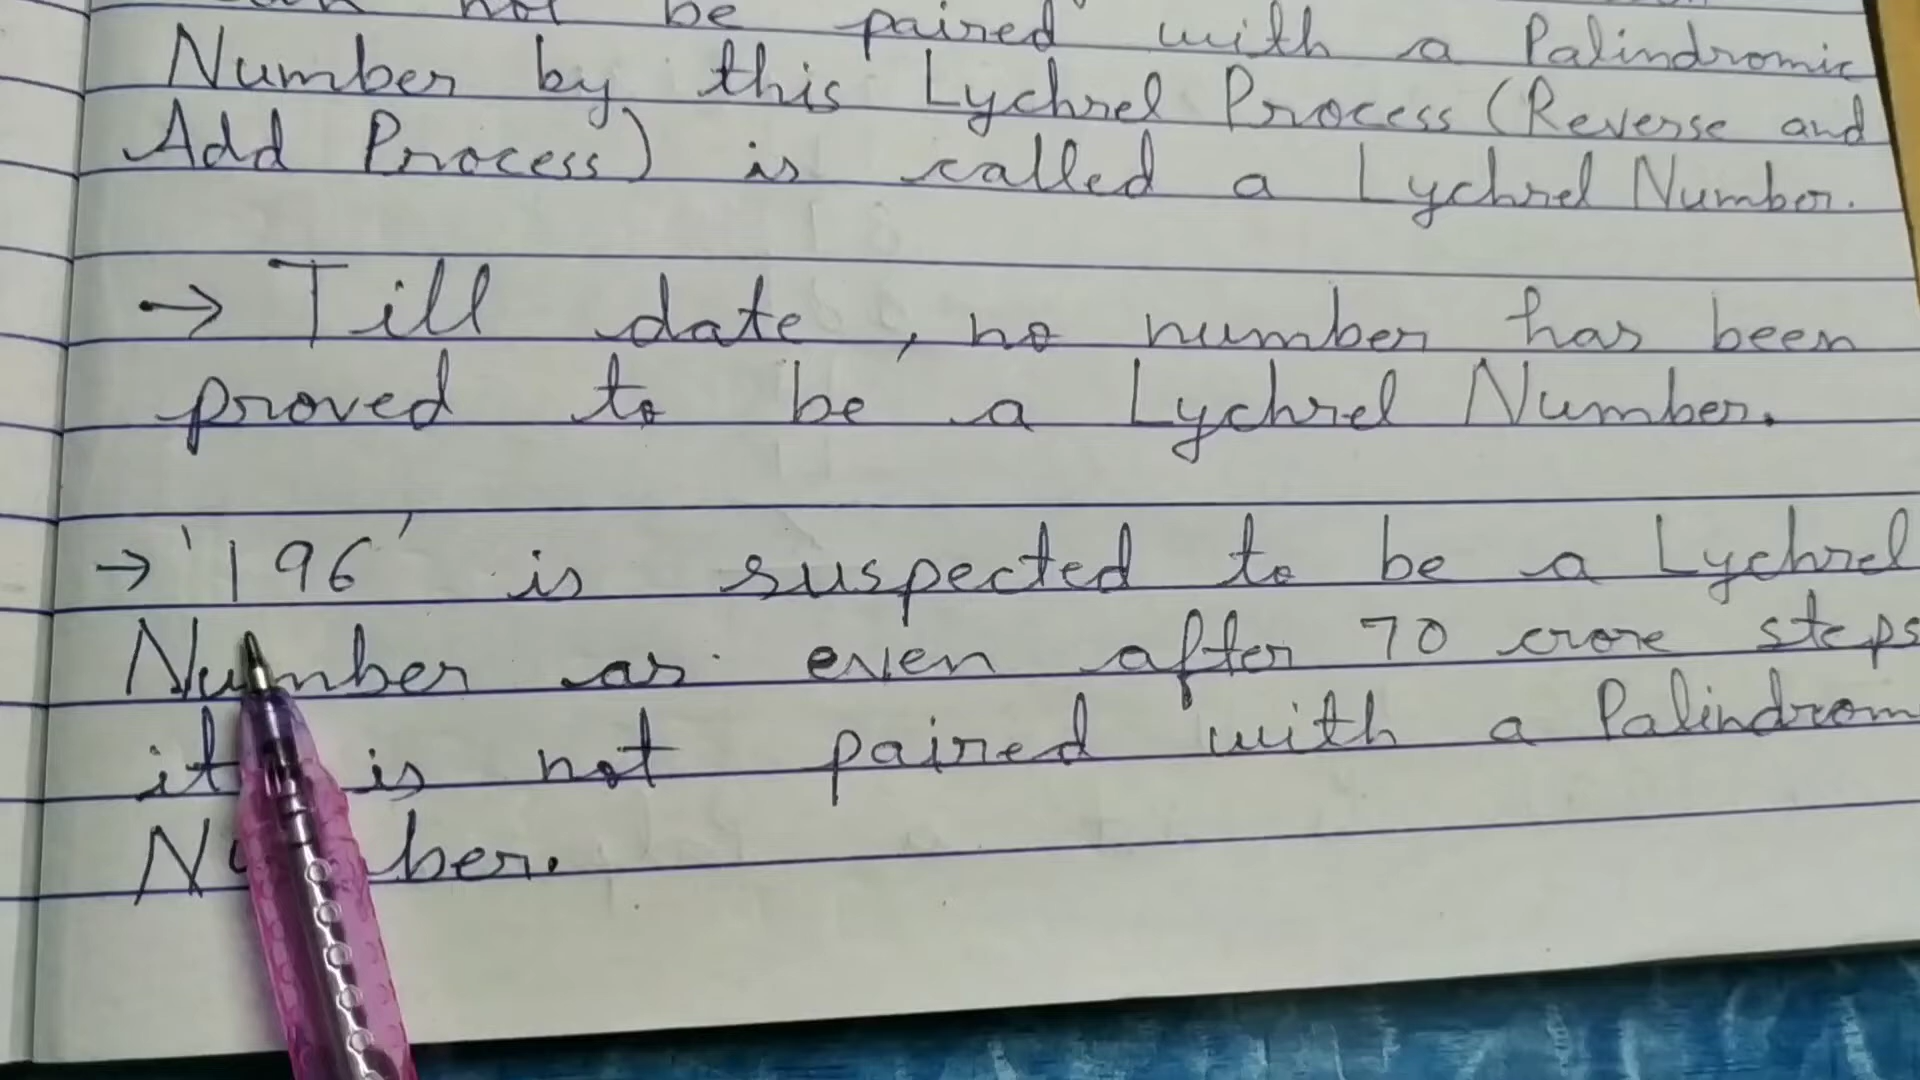 not be paired with a Palindromic
Number by this Lychrel Process (Reverse and
Add Process) is called a Lychrel Number.
→ Till date, no number has been
proved to be a Lychrel Number.
→ '196' is suspected to be a Lychrel
Number as even after 70 crore steps
it is not paired with a Palindrom
Number.